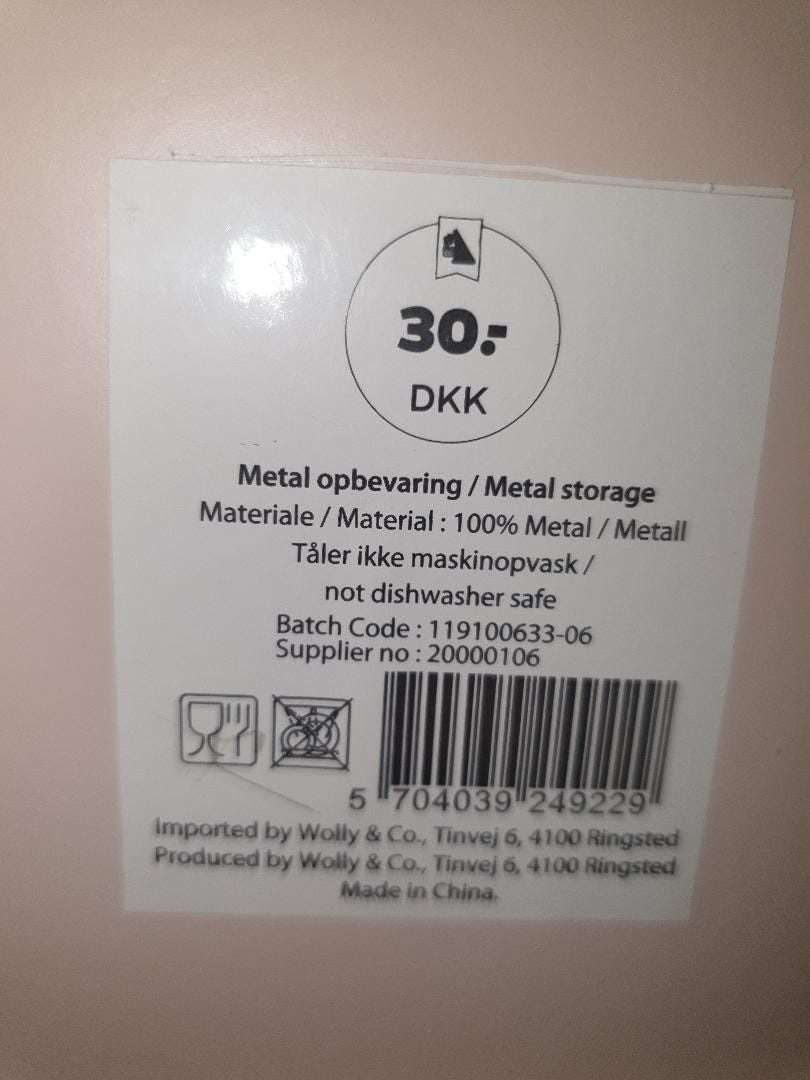 30.-
DKK
Metal opbevaring / Metal storage
Materiale / Material : 100% Metal / Metall
Tåler ikke maskinopvask /
not dishwasher safe
Batch Code : 119100633-06
Supplier no : 20000106
5 704039 249229
Imported by Wolly & Co., Tinvej 6, 4100 Ringsted
Produced by Wolly & Co., Tinvej 6, 4100 Ringsted
Made in China.